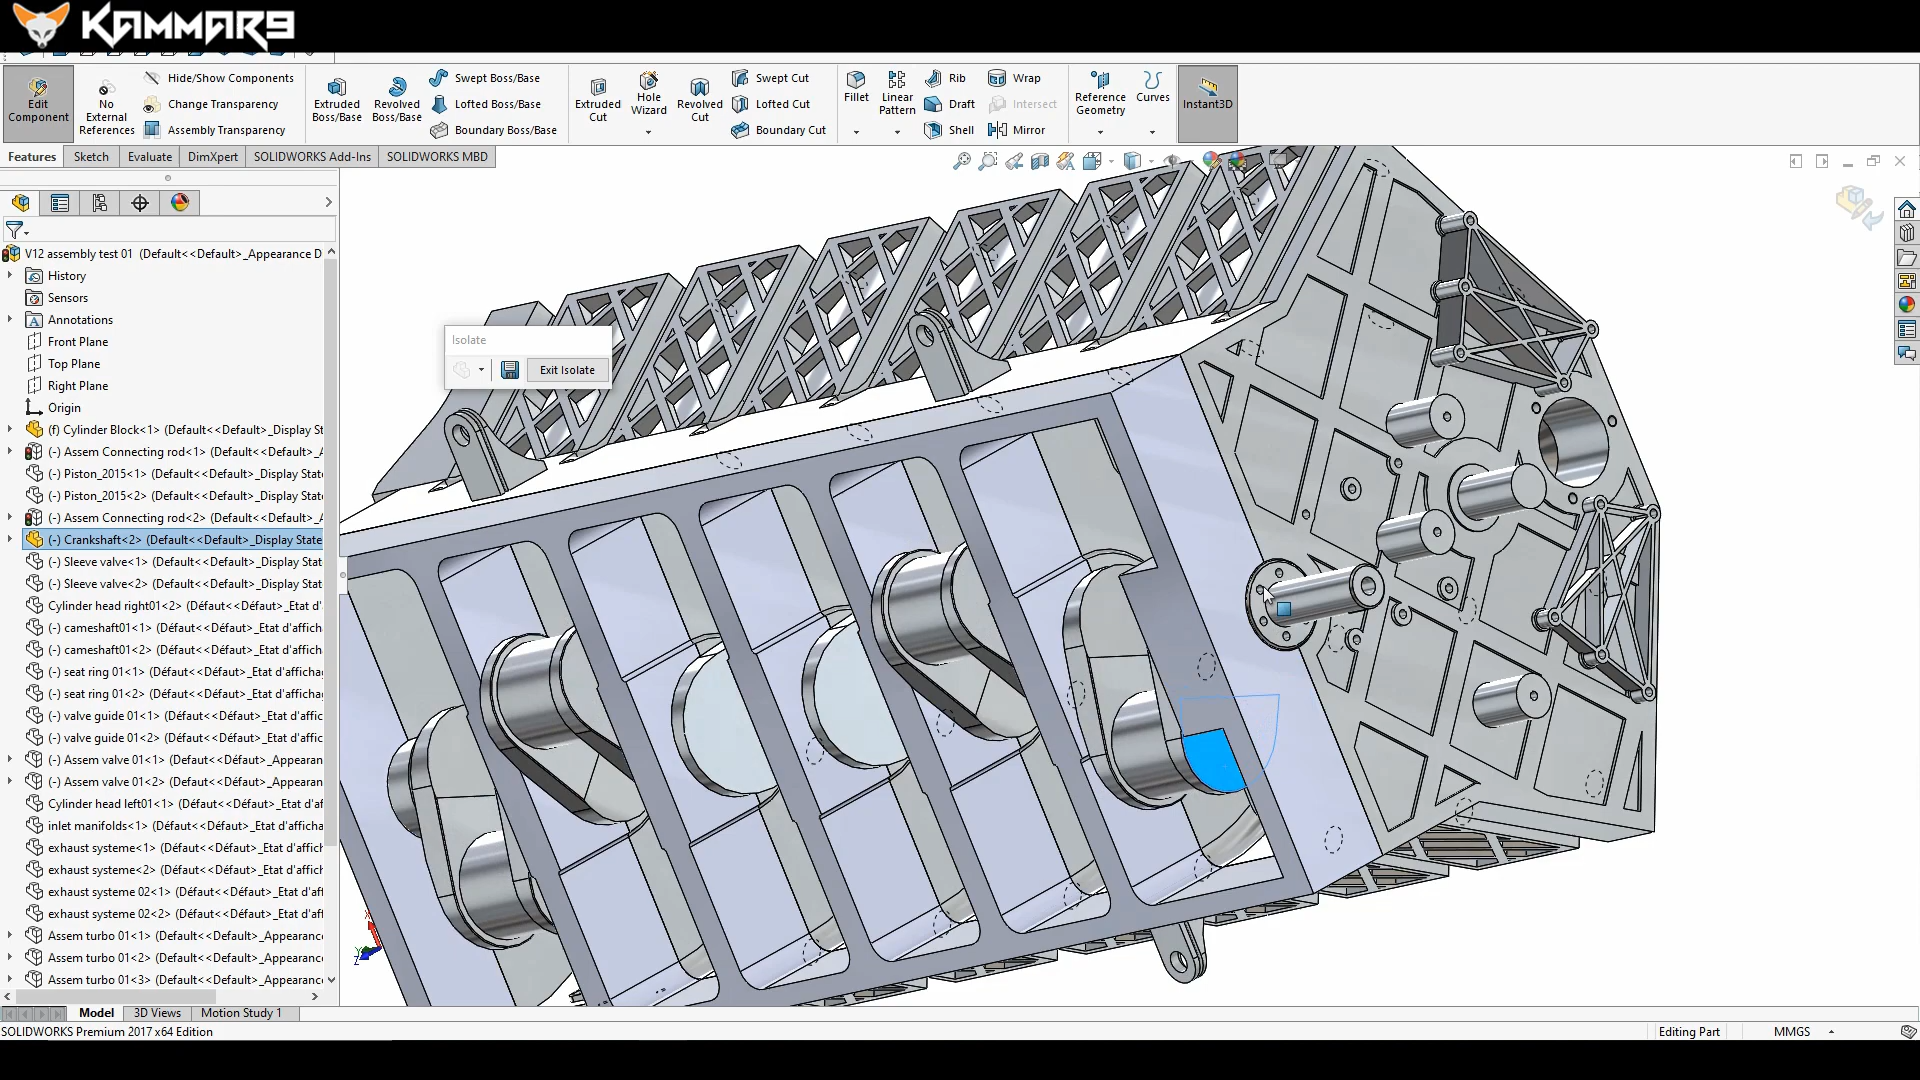 KAMMAR9
Edit Component
No External References
Hide/Show Components
Change Transparency
Assembly Transparency
Extruded Boss/Base
Revolved Boss/Base
Swept Boss/Base
Lofted Boss/Base
Boundary Boss/Base
Extruded Cut
Hole Wizard
Revolved Cut
Swept Cut
Lofted Cut
Boundary Cut
Fillet
Linear Pattern
Rib
Draft
Shell
Wrap
Intersect
Mirror
Reference Geometry
Curves
Instant3D
Features
Sketch
Evaluate
DimXpert
SOLIDWORKS Add-Ins
SOLIDWORKS MBD
V12 assembly test 01 (Default<<Default>_Appearance D
History
Sensors
Annotations
Front Plane
Top Plane
Right Plane
Origin
(f) Cylinder Block<1> (Default<<Default>_Display St
(-) Assem Connecting rod<1> (Default<<Default>_A
(-) Piston_2015<1> (Default<<Default>_Display State
(-) Piston_2015<2> (Default<<Default>_Display State
(-) Assem Connecting rod<2> (Default<<Default>_A
(-) Crankshaft<2> (Default<<Default>_Display State
(-) Sleeve valve<1> (Default<<Default>_Display Stat
(-) Sleeve valve<2> (Default<<Default>_Display Stat
Cylinder head right01<2> (Défaut<<Défaut>_Etat d'
(-) cameshaft01<1> (Défaut<<Défaut>_Etat d'affich
(-) cameshaft01<2> (Défaut<<Défaut>_Etat d'affich
(-) seat ring 01<1> (Défaut<<Défaut>_Etat d'afficha
(-) seat ring 01<2> (Défaut<<Défaut>_Etat d'afficha
(-) valve guide 01<1> (Défaut<<Défaut>_Etat d'affic
(-) valve guide 01<2> (Défaut<<Défaut>_Etat d'affic
(-) Assem valve 01<1> (Défaut<<Défaut>_Apparen
(-) Assem valve 01<2> (Défaut<<Défaut>_Apparen
Cylinder head left01<1> (Défaut<<Défaut>_Etat d'a
inlet manifolds<1> (Défaut<<Défaut>_Etat d'afficha
exhaust systeme<1> (Défaut<<Défaut>_Etat d'affic
exhaust systeme<2> (Défaut<<Défaut>_Etat d'affic
exhaust systeme 02<1> (Défaut<<Défaut>_Etat d'aff
exhaust systeme 02<2> (Défaut<<Défaut>_Etat d'aff
Assem turbo 01<1> (Default<<Default>_Appearance
Assem turbo 01<2> (Default<<Default>_Appearance
Assem turbo 01<3> (Default<<Default>_Appearance
Isolate
Exit Isolate
Model
3D Views
Motion Study 1
SOLIDWORKS Premium 2017 x64 Edition
Editing Part
MMGS